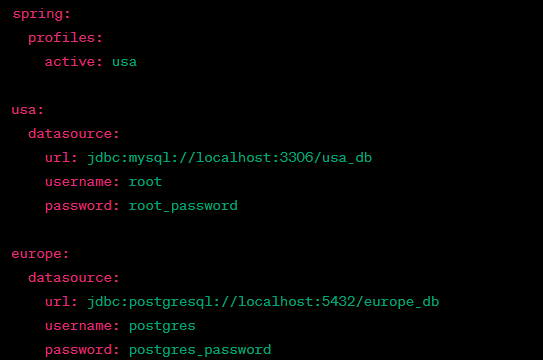 spring:
  profiles:
    active: usa
usa:
  datasource:
    url: jdbc:mysql://localhost:3306/usa_db
    username: root
    password: root_password
europe:
  datasource:
    url: jdbc:postgresql://localhost:5432/europe_db
    username: postgres
    password: postgres_password